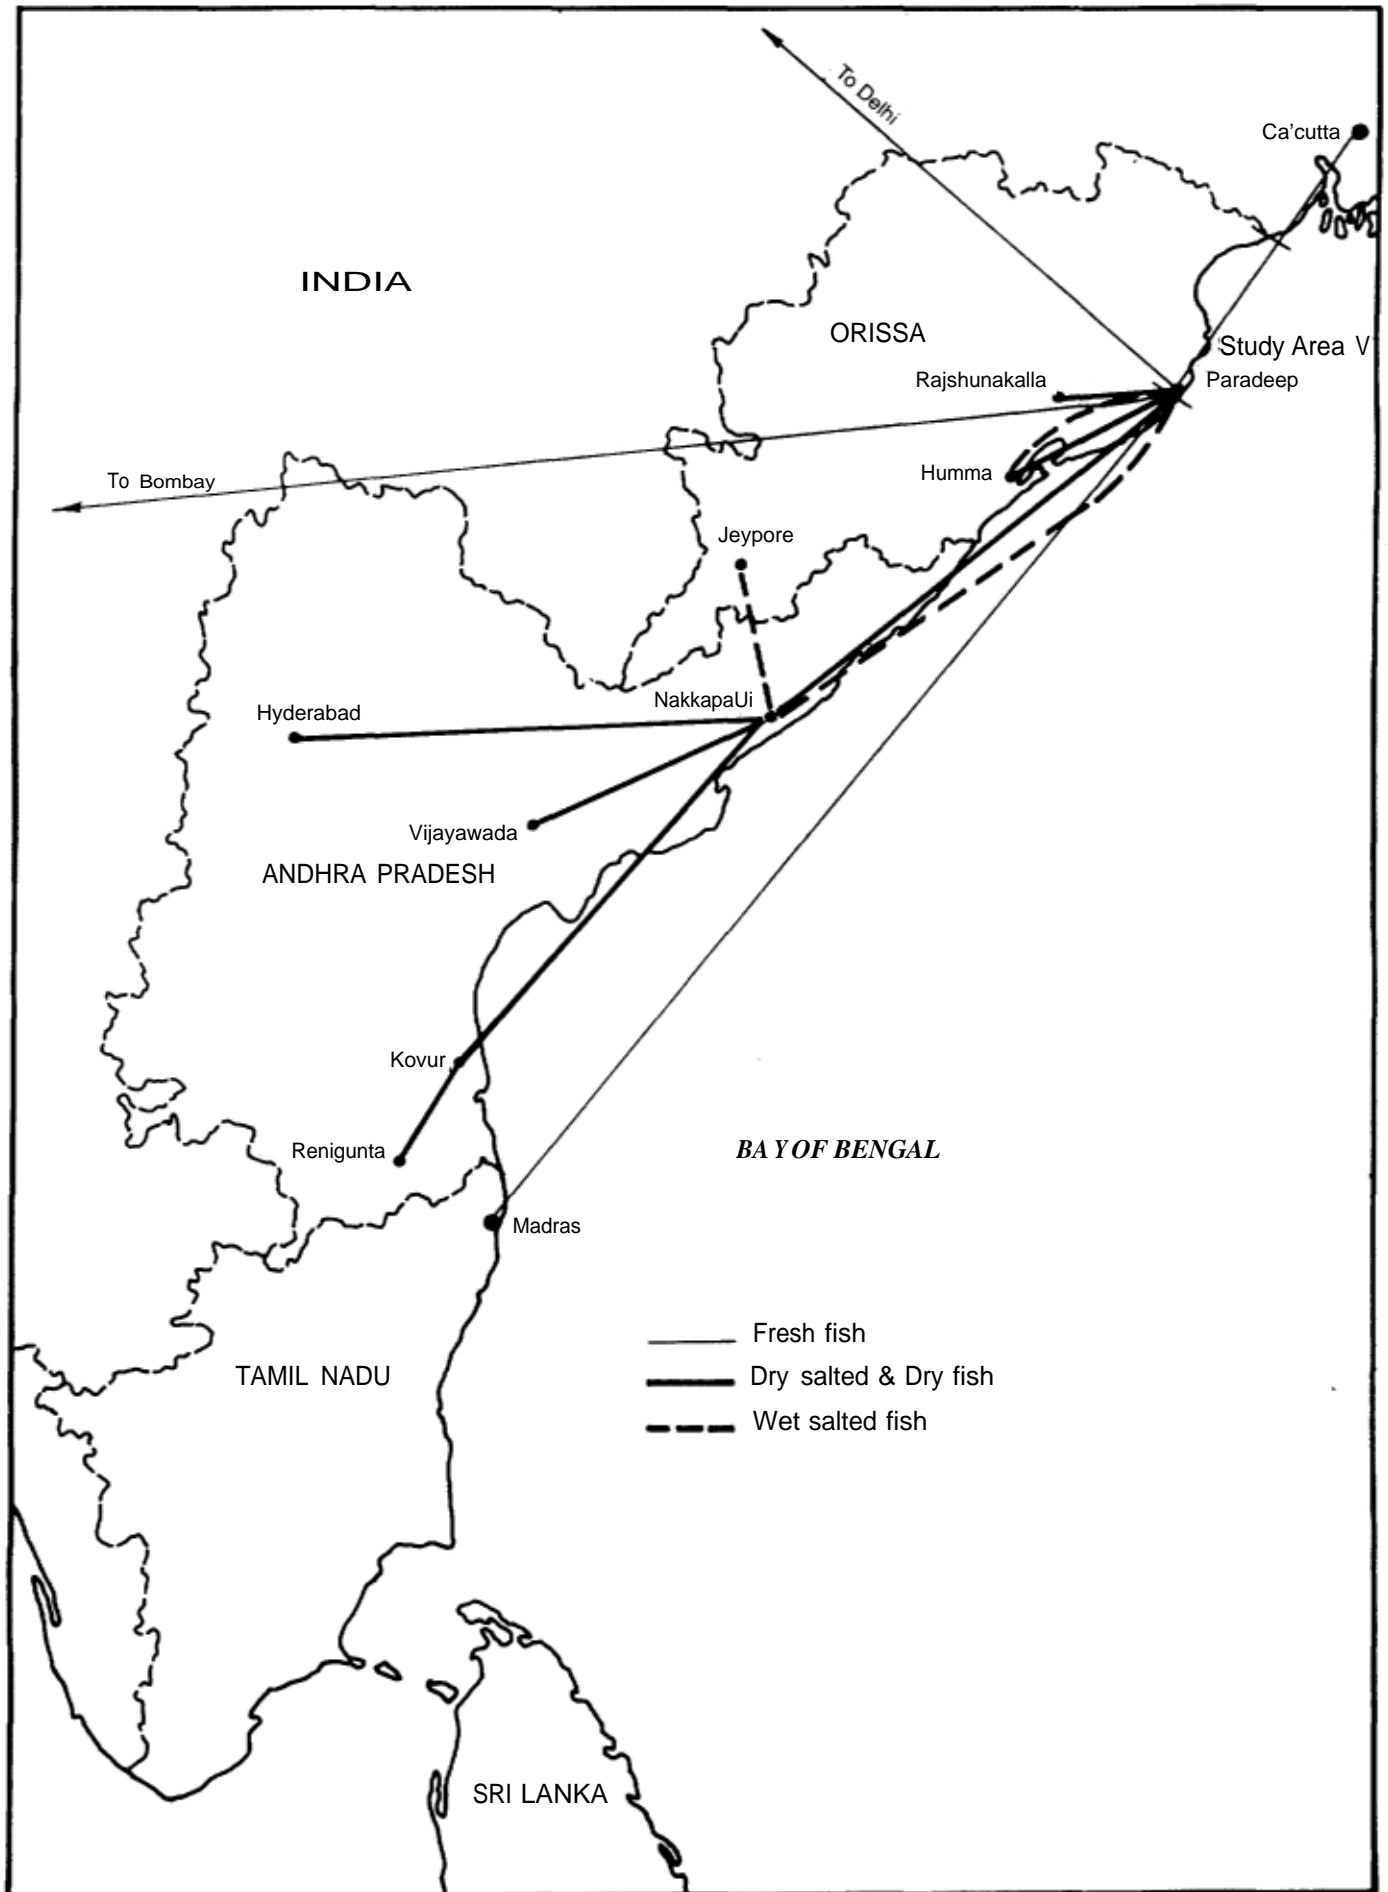 To Delhi
Ca'cutta
INDIA
ORISSA
Study Area V
Paradeep
Rajshunakalla
Humma
To Bombay
Jeypore
NakkapaUi
Hyderabad
Vijayawada
ANDHRA PRADESH
Kovur
Renigunta
BA Y OF BENGAL
Madras
Fresh fish
Dry salted & Dry fish
Wet salted fish
TAMIL NADU
SRI LANKA